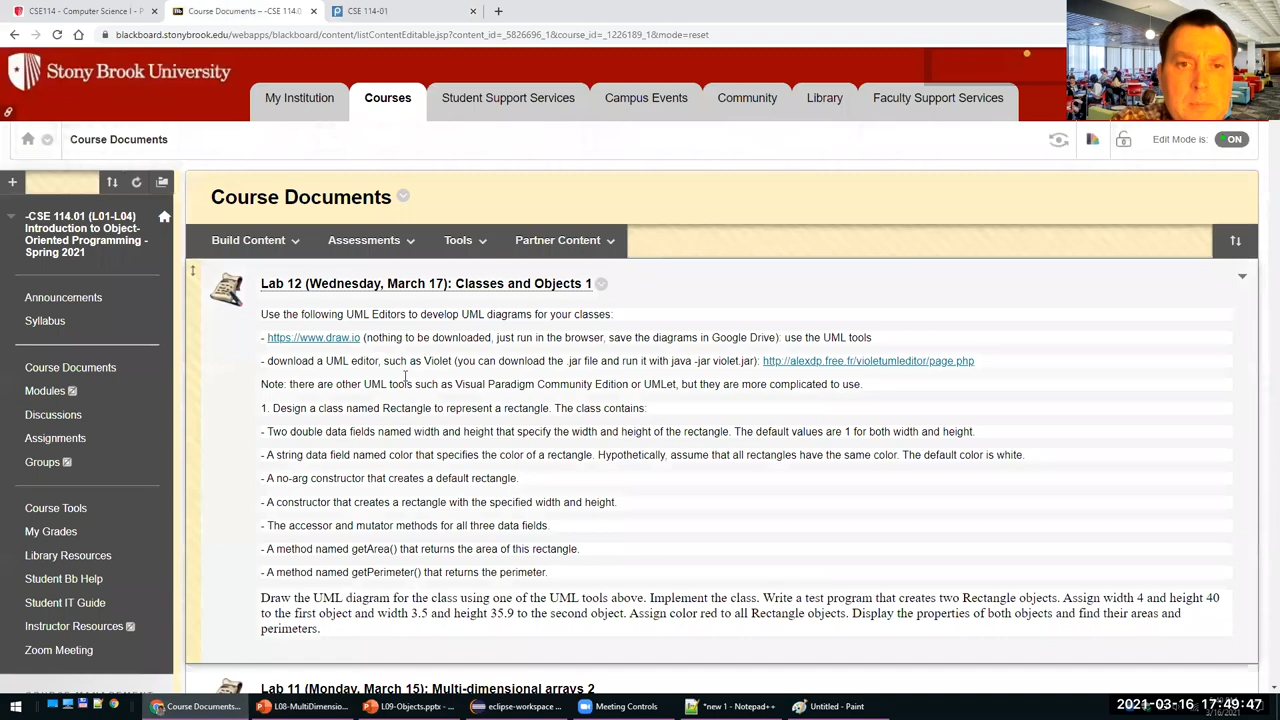 CSE114 - Computer Science I - P
Course Documents – -CSE 114.0
CSE 114-01
blackboard.stonybrook.edu/webapps/blackboard/content/listContentEditable.jsp?content_id=_5826696_1&course_id=_1226189_1&mode=reset
Stony Brook University
My Institution
Courses
Student Support Services
Campus Events
Community
Library
Faculty Support Services
Course Documents
Edit Mode is: ON
-CSE 114.01 (L01-L04)
Introduction to Object-
Oriented Programming -
Spring 2021
Announcements
Syllabus
Course Documents
Modules
Discussions
Assignments
Groups
Course Tools
My Grades
Library Resources
Student Bb Help
Student IT Guide
Instructor Resources
Zoom Meeting
Course Documents
Build Content
Assessments
Tools
Partner Content
Lab 12 (Wednesday, March 17): Classes and Objects 1
Use the following UML Editors to develop UML diagrams for your classes:
- https://www.draw.io (nothing to be downloaded, just run in the browser, save the diagrams in Google Drive): use the UML tools
- download a UML editor, such as Violet (you can download the .jar file and run it with java -jar violet.jar): http://alexdp.free.fr/violetumleditor/page.php
Note: there are other UML tools such as Visual Paradigm Community Edition or UMLet, but they are more complicated to use.
1. Design a class named Rectangle to represent a rectangle. The class contains:
- Two double data fields named width and height that specify the width and height of the rectangle. The default values are 1 for both width and height.
- A string data field named color that specifies the color of a rectangle. Hypothetically, assume that all rectangles have the same color. The default color is white.
- A no-arg constructor that creates a default rectangle.
- A constructor that creates a rectangle with the specified width and height.
- The accessor and mutator methods for all three data fields.
- A method named getArea() that returns the area of this rectangle.
- A method named getPerimeter() that returns the perimeter.
Draw the UML diagram for the class using one of the UML tools above. Implement the class. Write a test program that creates two Rectangle objects. Assign width 4 and height 40
to the first object and width 3.5 and height 35.9 to the second object. Assign color red to all Rectangle objects. Display the properties of both objects and find their areas and
perimeters.
Lab 11 (Monday, March 15): Multi-dimensional arrays 2
Course Documents...
L08-MultiDimensio...
L09-Objects.pptx - ...
eclipse-workspace ...
Meeting Controls
*new 1 - Notepad++
Untitled - Paint
2021-03-16 17:49:47